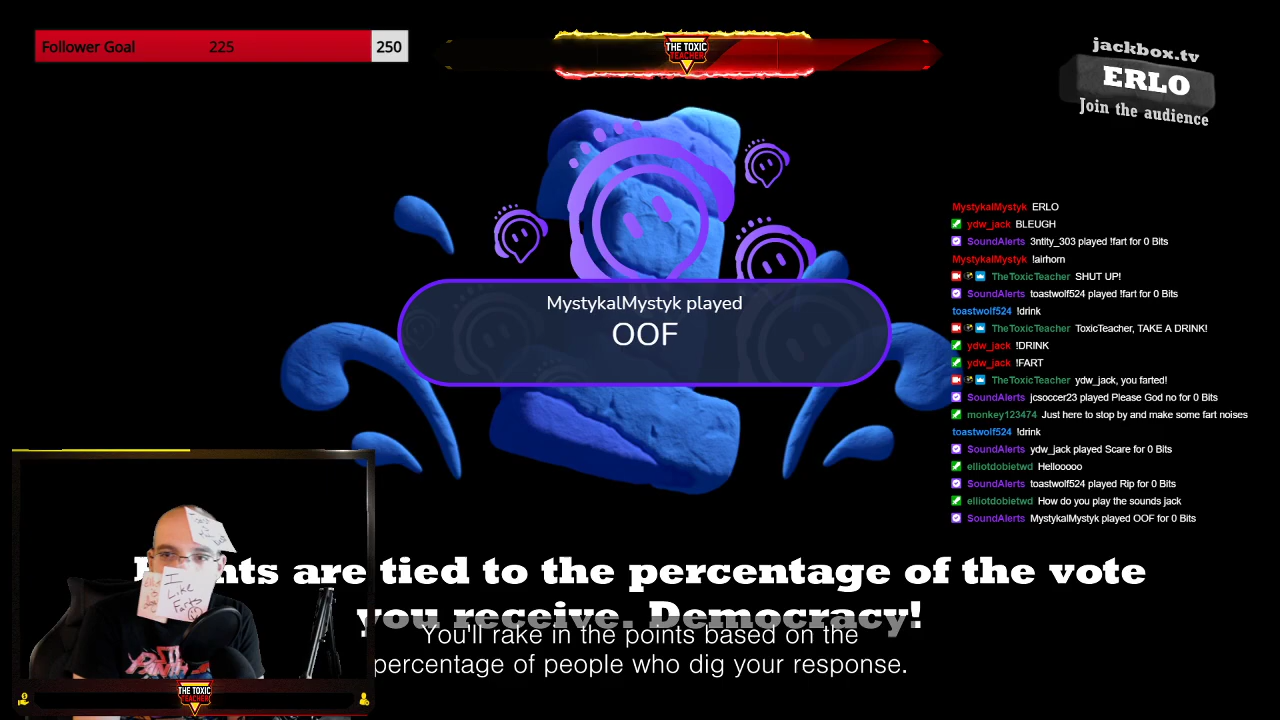 Follower Goal 225 250
THE TOXIC
TEACHER
jackbox.tv
ERLO
Join the audience
MystykalMystyk played
OOF
MystykalMystyk ERLO
ydw_jack BLEUGH
SoundAlerts 3ntity_303 played !fart for 0 Bits
MystykalMystyk !airhorn
TheToxicTeacher SHUT UP!
SoundAlerts toastwolf524 played !fart for 0 Bits
toastwolf524 !drink
TheToxicTeacher ToxicTeacher, TAKE A DRINK!
ydw_jack !DRINK
ydw_jack !FART
TheToxicTeacher ydw_jack, you farted!
SoundAlerts jcsoccer23 played Please God no for 0 Bits
monkey123474 Just here to stop by and make some fart noises
toastwolf524 !drink
SoundAlerts ydw_jack played Scare for 0 Bits
elliotdobietwd Hellooooo
SoundAlerts toastwolf524 played Rip for 0 Bits
elliotdobietwd How do you play the sounds jack
SoundAlerts MystykalMystyk played OOF for 0 Bits
are tied to the percentage of the vote
you receive. Democracy!
You'll rake in the points based on the
percentage of people who dig your response.
I
Like
Farts
THE TOXIC
TEACHER